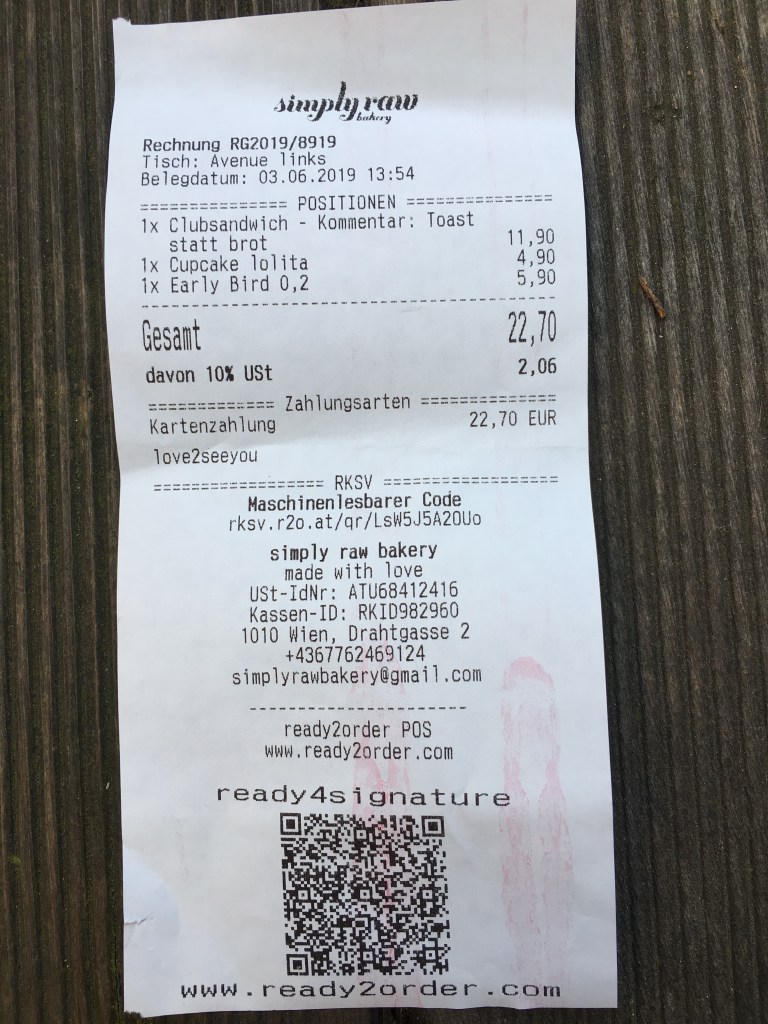 simply raw
bakery
Rechnung RG2019/8919
Tisch: Avenue links
Belegdatum: 03.06.2019 13:54
=============== POSITIONEN ===============
1x Clubsandwich - Kommentar: Toast
statt brot 11,90
1x Cupcake lolita 4,90
1x Early Bird 0,2 5,90
------------------------------------------
Gesamt 22,70
davon 10% USt 2,06
============= Zahlungsarten ==============
Kartenzahlung 22,70 EUR
love2seeyou
================== RKSV ==================
Maschinenlesbarer Code
rksv.r2o.at/qr/LsW5J5A20Uo
simply raw bakery
made with love
USt-IdNr: ATU68412416
Kassen-ID: RKID982960
1010 Wien, Drahtgasse 2
+4367762469124
simplyrawbakery@gmail.com
-----------------------
ready2order POS
www.ready2order.com
ready4signature
www.ready2order.com